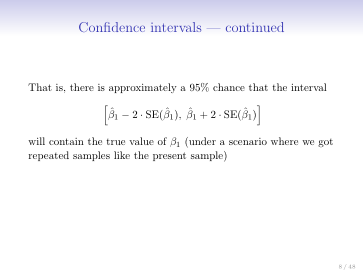 Confidence intervals — continued
That is, there is approximately a 95% chance that the interval
[β̂₁ − 2 · SE(β̂₁), β̂₁ + 2 · SE(β̂₁)]
will contain the true value of β₁ (under a scenario where we got
repeated samples like the present sample)
8 / 48